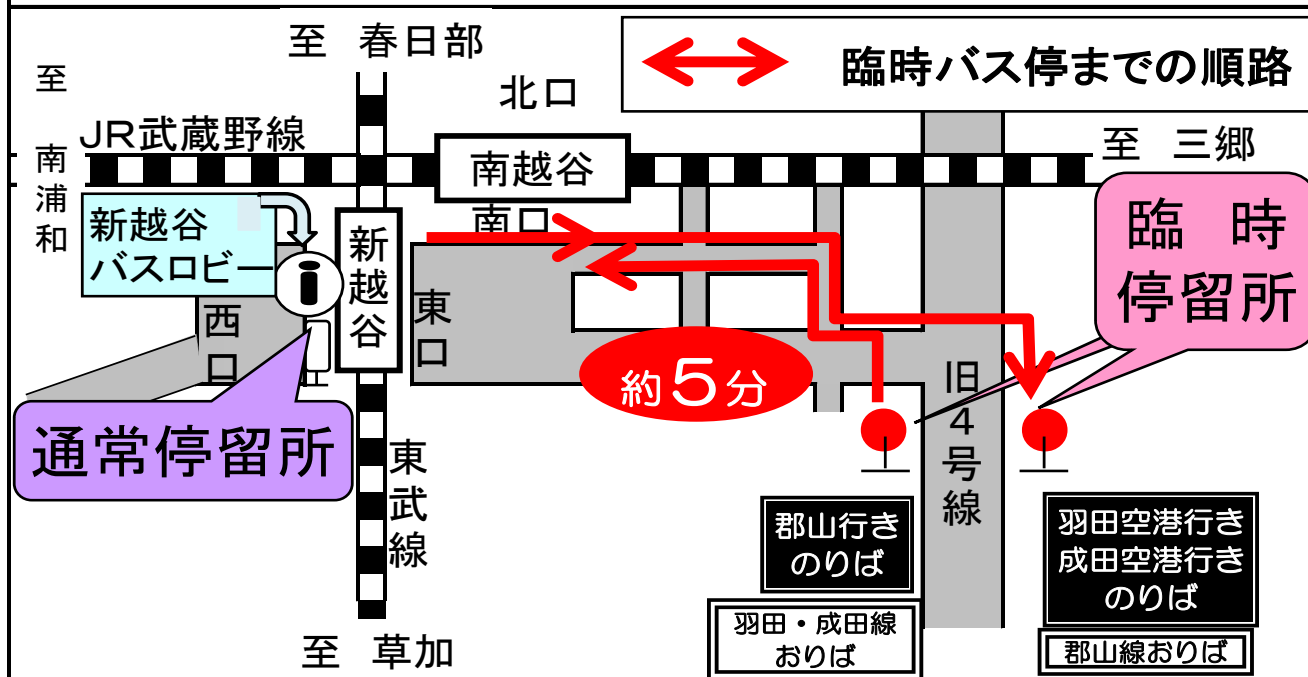 至 春日部
臨時バス停までの順路
至 南浦和
北口
JR武蔵野線
南越谷
至 三郷
南口
新越谷
バスロビー
i
新越谷
西口
東口
臨 時
停留所
約5分
通常停留所
旧4号線
東武線
郡山行き
のりば
羽田空港行き
成田空港行き
のりば
羽田・成田線
おりば
郡山線おりば
至 草加